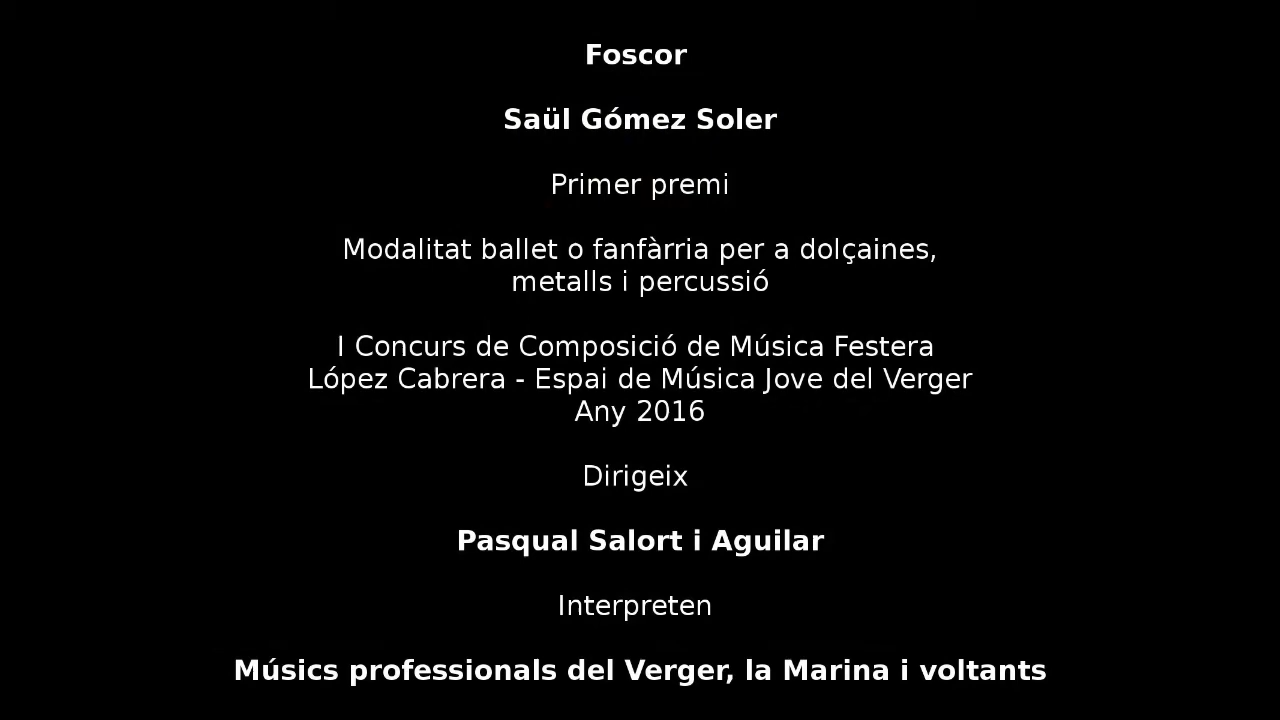 Foscor
Saül Gómez Soler
Primer premi
Modalitat ballet o fanfàrria per a dolçaines,
metalls i percussió
I Concurs de Composició de Música Festera
López Cabrera - Espai de Música Jove del Verger
Any 2016
Dirigeix
Pasqual Salort i Aguilar
Interpreten
Músics professionals del Verger, la Marina i voltants